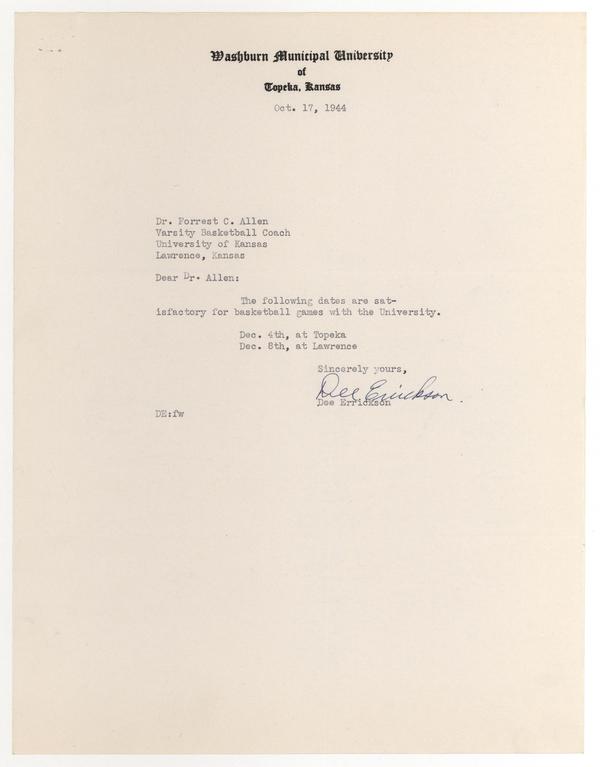 Washburn Municipal University
of
Topeka, Kansas
Oct. 17, 1944
Dr. Forrest C. Allen
Varsity Basketball Coach
University of Kansas
Lawrence, Kansas
Dear Dr. Allen:
The following dates are sat-
isfactory for basketball games with the University.
Dec. 4th, at Topeka
Dec. 8th, at Lawrence
Sincerely yours,
Dee Errickson.
Dee Errickson
DE:fw